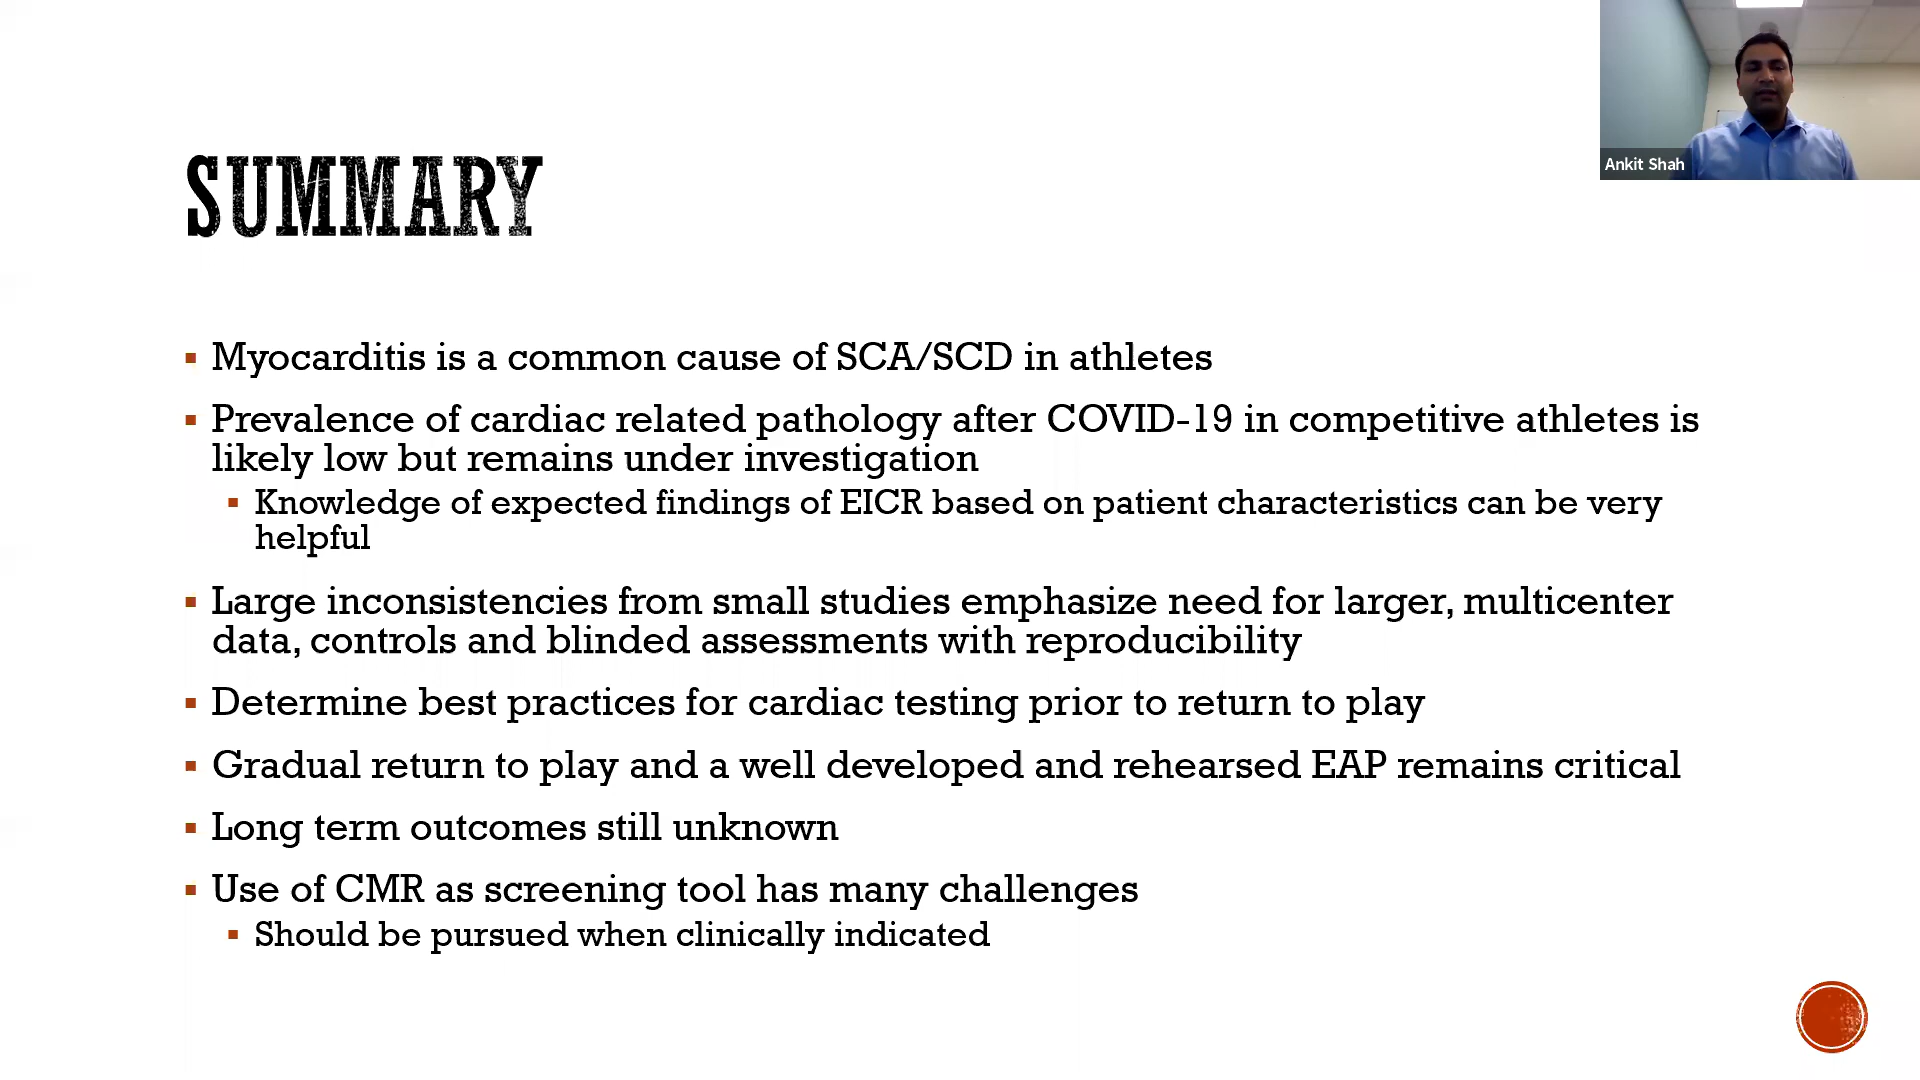 Ankit Shah
SUMMARY
Myocarditis is a common cause of SCA/SCD in athletes
Prevalence of cardiac related pathology after COVID-19 in competitive athletes is
likely low but remains under investigation
Knowledge of expected findings of EICR based on patient characteristics can be very
helpful
Large inconsistencies from small studies emphasize need for larger, multicenter
data, controls and blinded assessments with reproducibility
Determine best practices for cardiac testing prior to return to play
Gradual return to play and a well developed and rehearsed EAP remains critical
Long term outcomes still unknown
Use of CMR as screening tool has many challenges
Should be pursued when clinically indicated